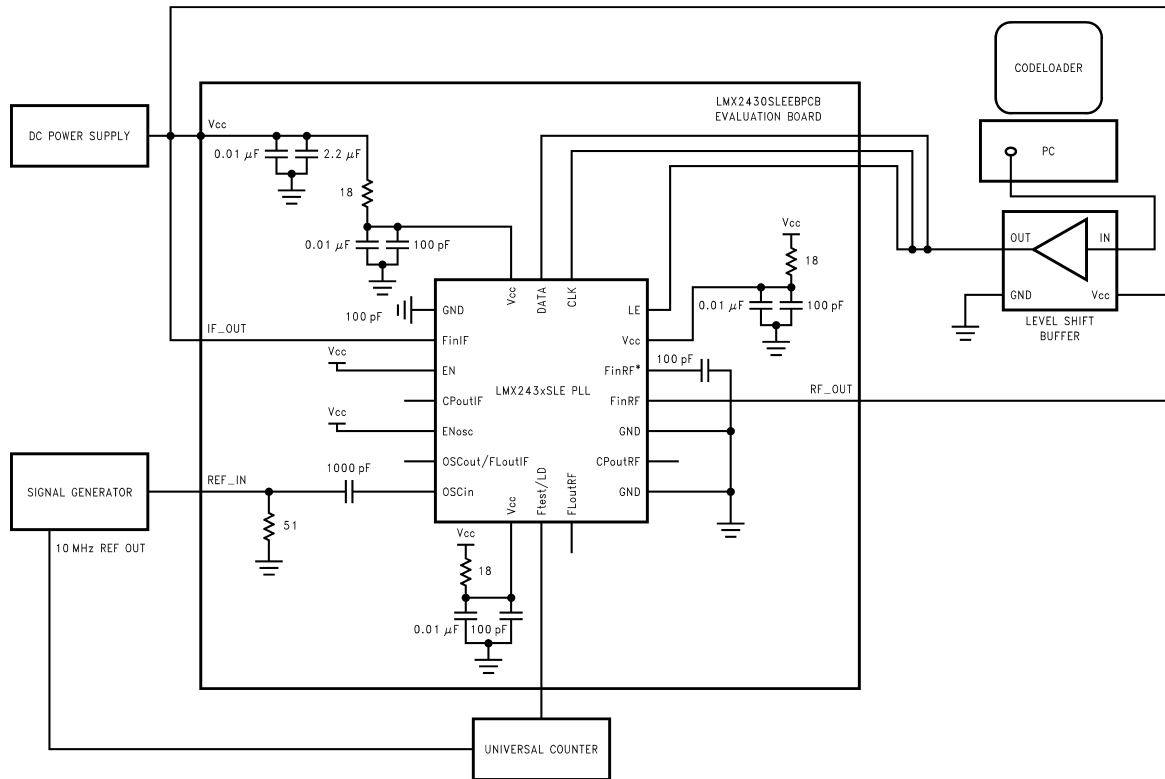 CODELOADER
LMX2430SLEEBPCB
EVALUATION BOARD
DC POWER SUPPLY
Vcc
0.01 μF
2.2 μF
PC
18
Vcc
OUT
IN
0.01 μF
100 pF
18
GND
Vcc
LEVEL SHIFT
BUFFER
Vcc
DATA
CLK
0.01 μF
100 pF
100 pF
GND
LE
IF_OUT
FinIF
Vcc
Vcc
EN
100 pF
FinRF*
LMX243xSLE PLL
RF_OUT
CPoutIF
FinRF
Vcc
ENosc
GND
OSCout/FLoutIF
CPoutRF
1000 pF
REF_IN
OSCin
GND
SIGNAL GENERATOR
Vcc
Ftest/LD
FLoutRF
51
Vcc
10 MHz REF OUT
18
0.01 μF
100 pF
UNIVERSAL COUNTER